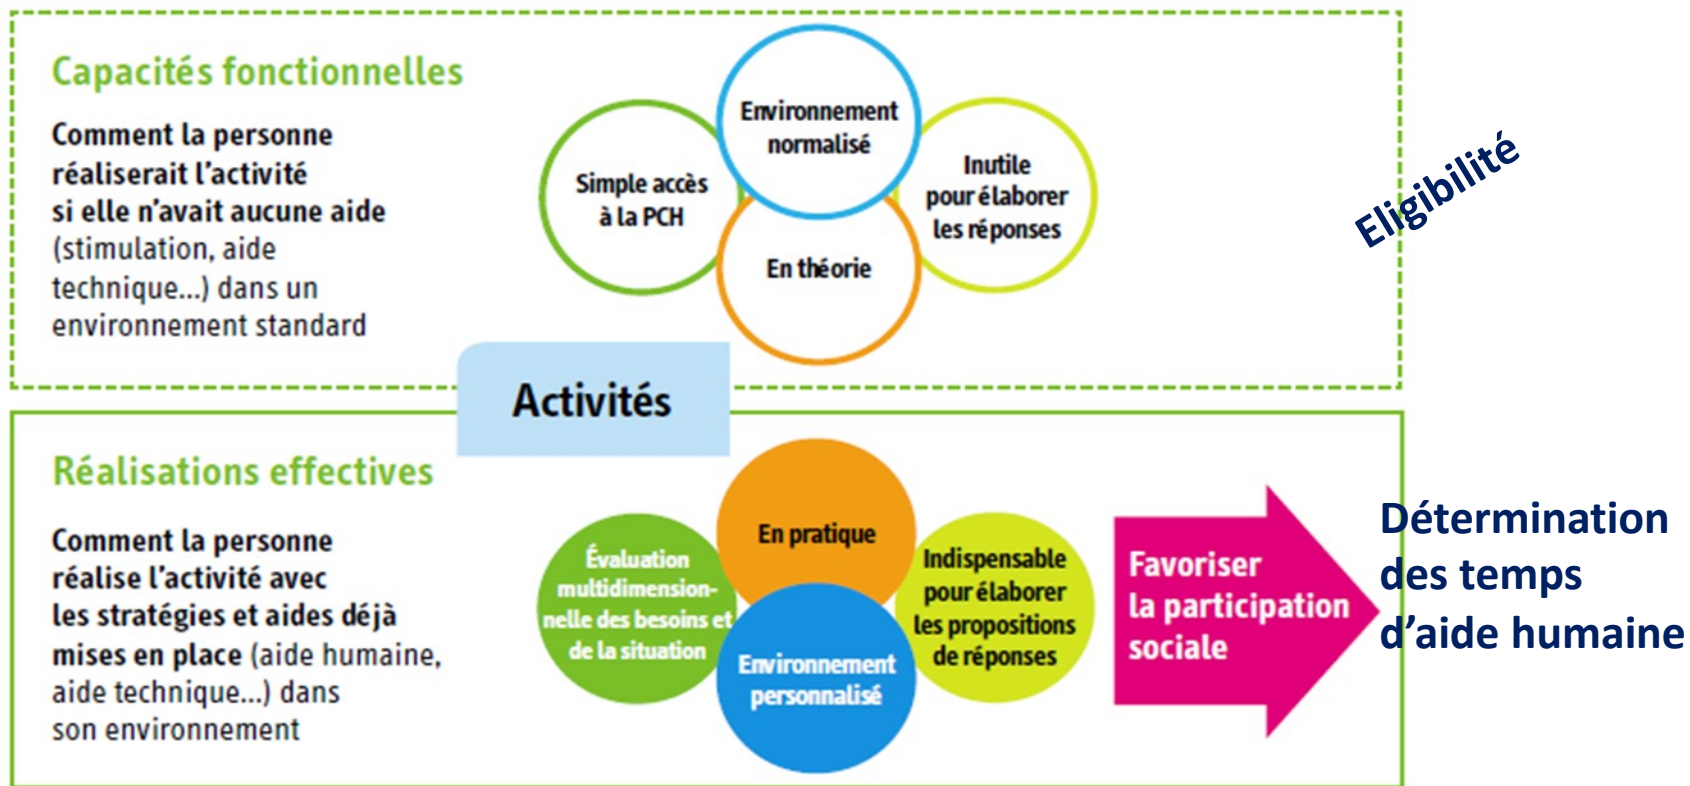 Capacités fonctionnelles
Comment la personne
réaliserait l'activité
si elle n'avait aucune aide
(stimulation, aide
technique...) dans un
environnement standard
Simple accès
à la PCH
Environnement
normalisé
En théorie
Inutile
pour élaborer
les réponses
Eligibilité
Activités
Réalisations effectives
Comment la personne
réalise l'activité avec
les stratégies et aides déjà
mises en place (aide humaine,
aide technique...) dans
son environnement
Évaluation
multidimension-
nelle des besoins et
de la situation
En pratique
Environnement
personnalisé
Indispensable
pour élaborer
les propositions
de réponses
Favoriser
la participation
sociale
Détermination
des temps
d'aide humaine